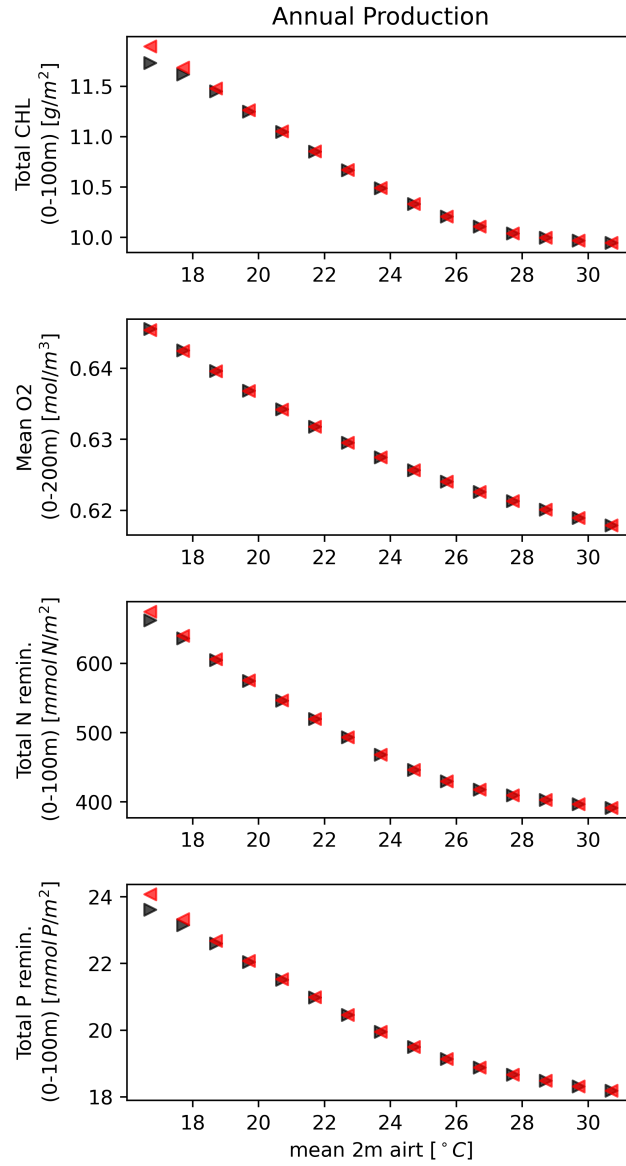 Annual Production
Total CHL
(0-100m) [g/m²]
11.5
11.0
10.5
10.0
18 20 22 24 26 28 30
Mean O2
(0-200m) [mol/m³]
0.64
0.63
0.62
18 20 22 24 26 28 30
Total N remin.
(0-100m) [mmol N/m²]
600
500
400
18 20 22 24 26 28 30
Total P remin.
(0-100m) [mmol P/m²]
24
22
20
18
18 20 22 24 26 28 30
mean 2m airt [°C]